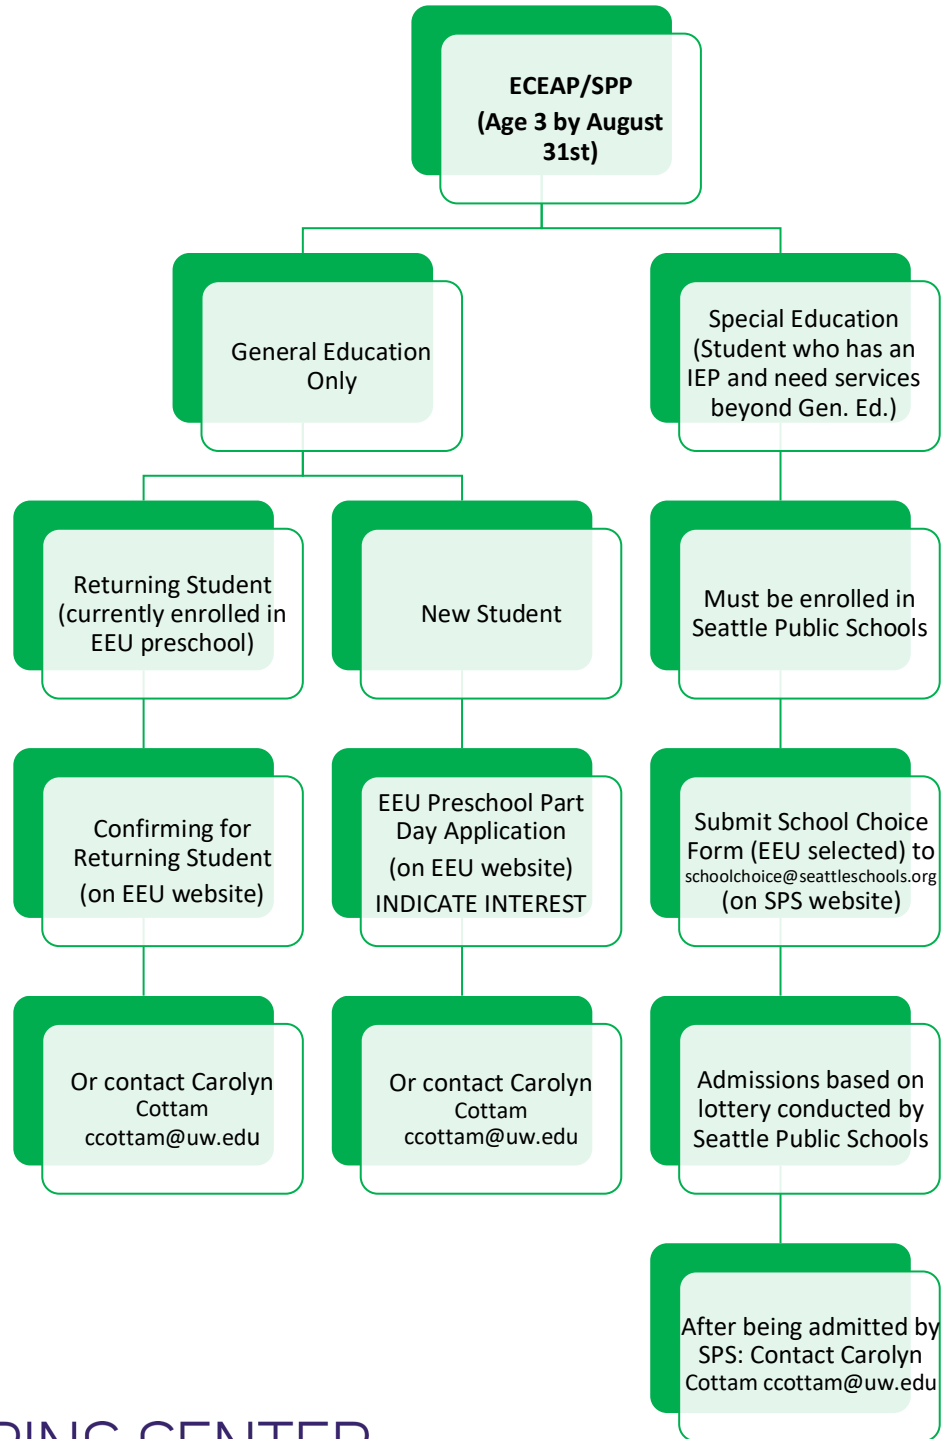 ECEAP/SPP
(Age 3 by August
31st)
General Education
Only
Special Education
(Student who has an
IEP and need services
beyond Gen. Ed.)
Returning Student
(currently enrolled in
EEU preschool)
New Student
Must be enrolled in
Seattle Public Schools
Confirming for
Returning Student
(on EEU website)
EEU Preschool Part
Day Application
(on EEU website)
INDICATE INTEREST
Submit School Choice
Form (EEU selected) to
schoolchoice@seattleschools.org
(on SPS website)
Or contact Carolyn
Cottam
ccottam@uw.edu
Or contact Carolyn
Cottam
ccottam@uw.edu
Admissions based on
lottery conducted by
Seattle Public Schools
After being admitted by
SPS: Contact Carolyn
Cottam ccottam@uw.edu
CENTER